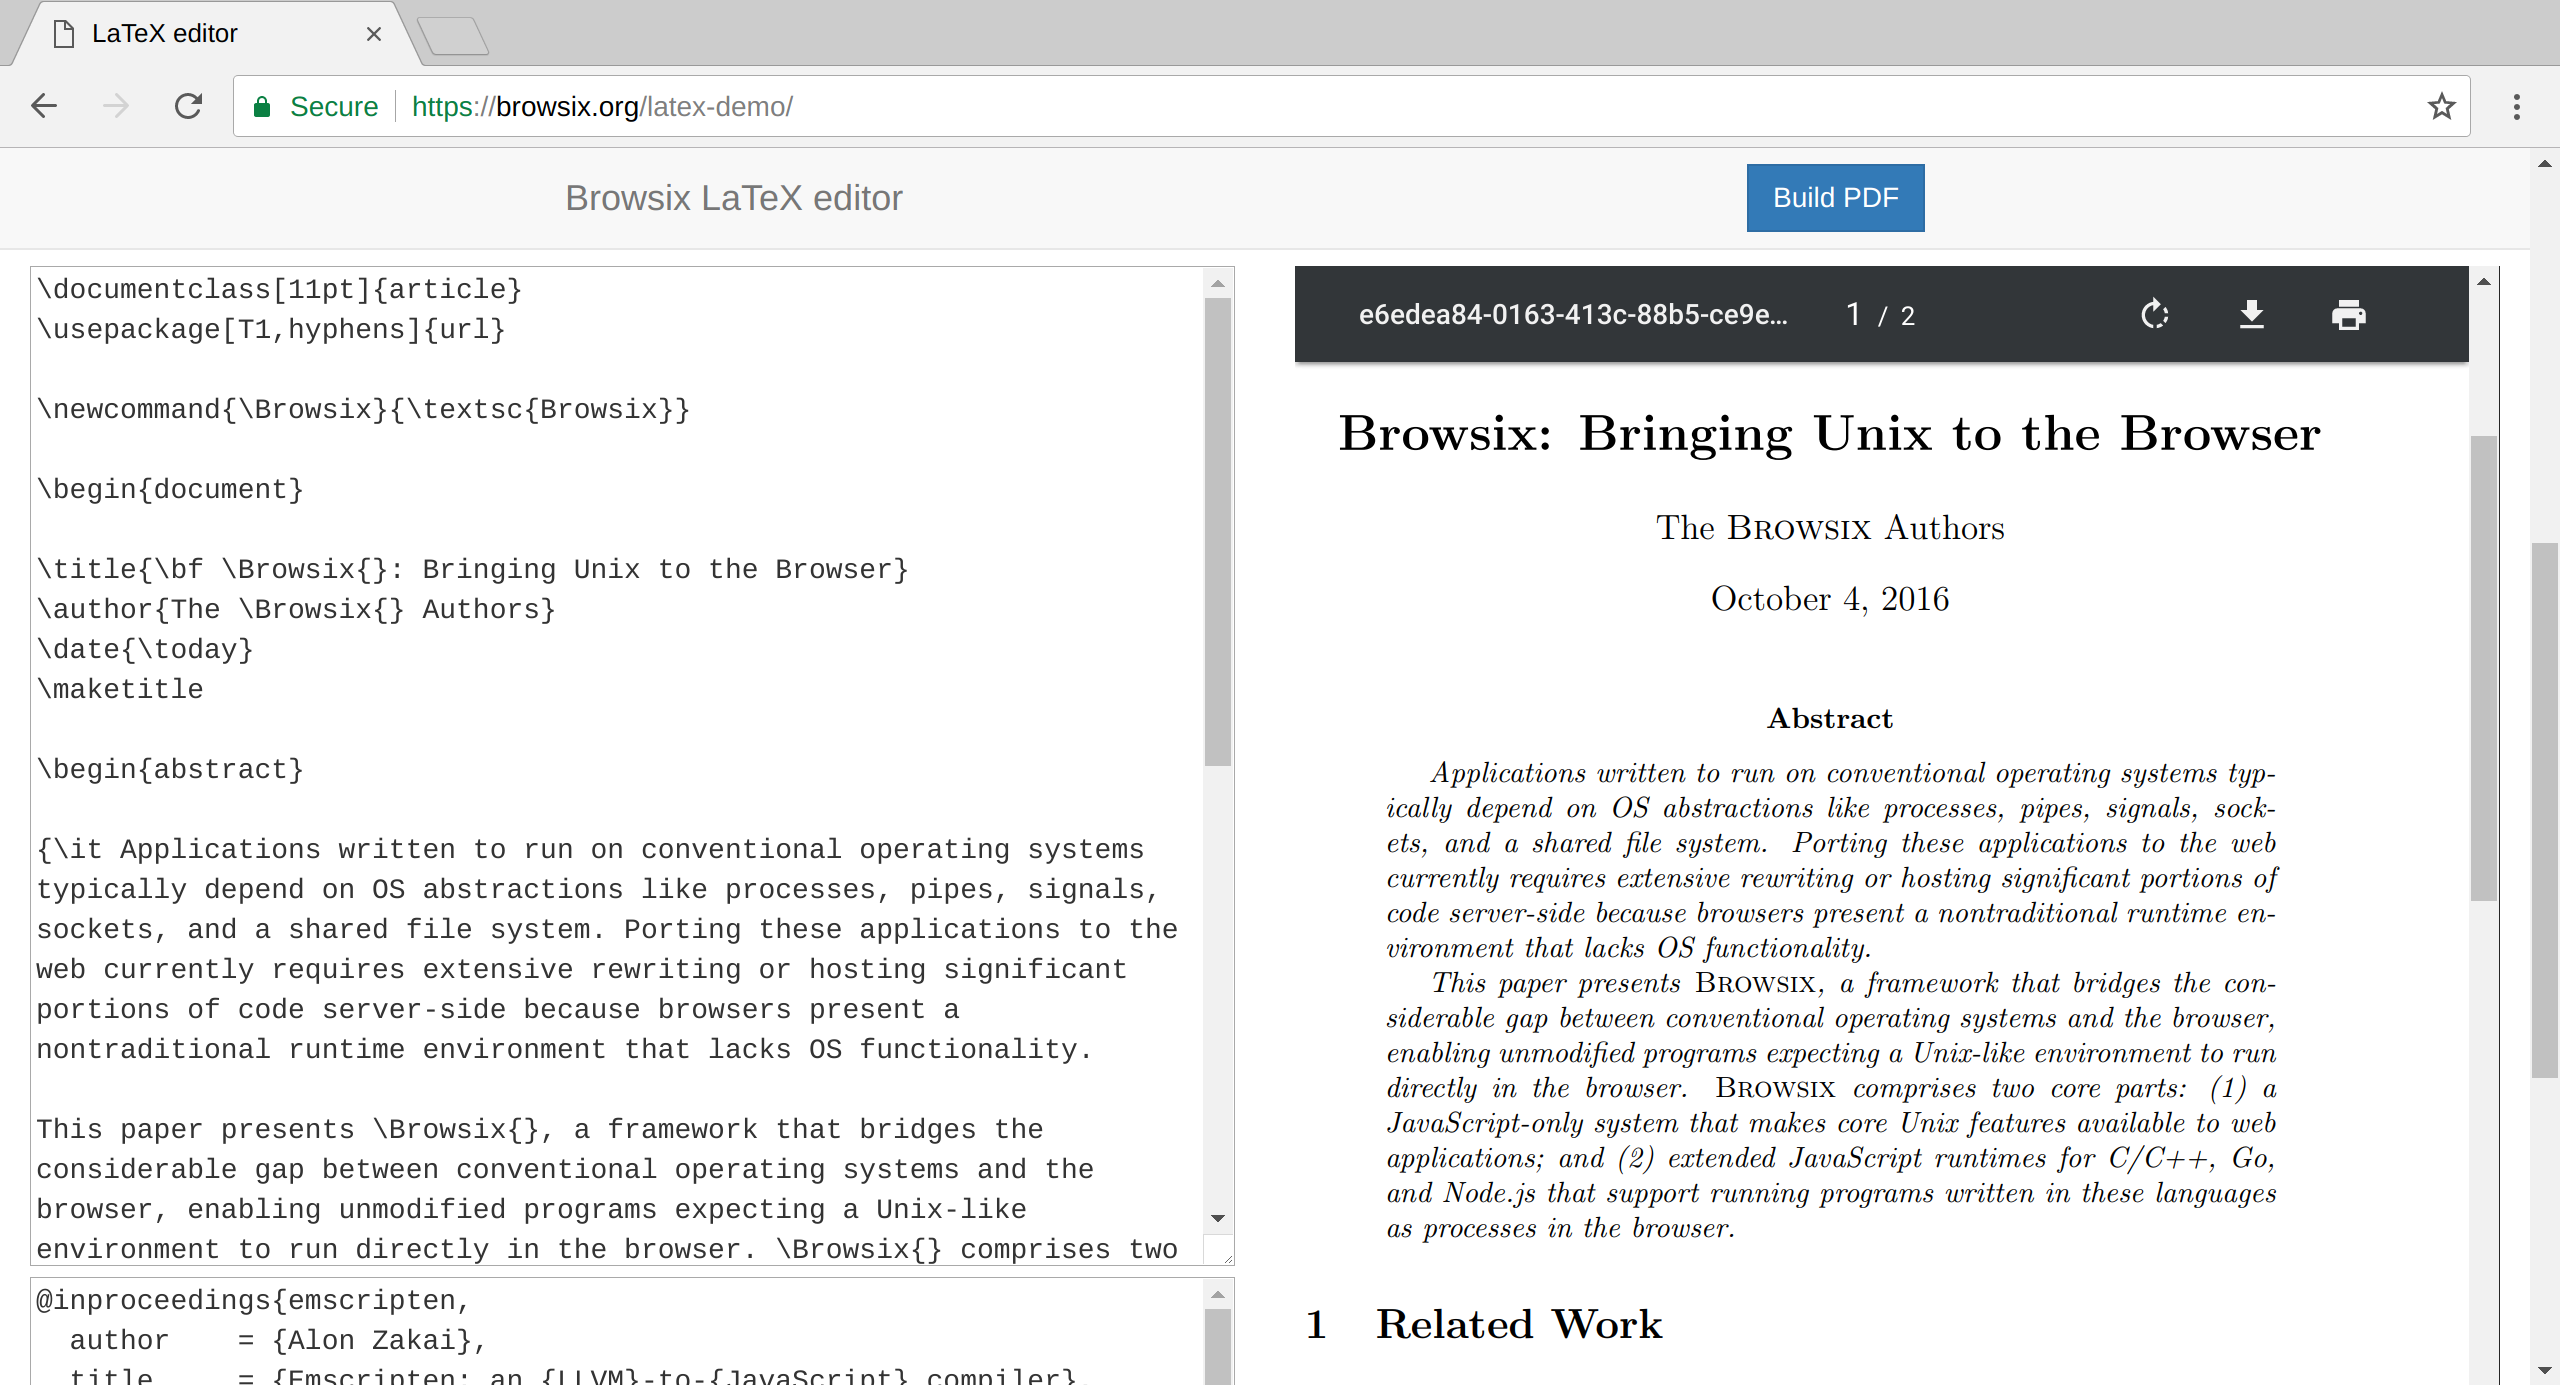 LaTeX editor
Secure https://browsix.org/latex-demo/
Browsix LaTeX editor
Build PDF
\documentclass[11pt]{article}
\usepackage[T1,hyphens]{url}
\newcommand{\Browsix}{\textsc{Browsix}}
\begin{document}
\title{\bf \Browsix{}: Bringing Unix to the Browser}
\author{The \Browsix{} Authors}
\date{\today}
\maketitle
\begin{abstract}
{\it Applications written to run on conventional operating systems
typically depend on OS abstractions like processes, pipes, signals,
sockets, and a shared file system. Porting these applications to the
web currently requires extensive rewriting or hosting significant
portions of code server-side because browsers present a
nontraditional runtime environment that lacks OS functionality.
This paper presents \Browsix{}, a framework that bridges the
considerable gap between conventional operating systems and the
browser, enabling unmodified programs expecting a Unix-like
environment to run directly in the browser. \Browsix{} comprises two
@inproceedings{emscripten,
author = {Alon Zakai},
title = {Emscripten: an {LLVM}-to-{JavaScript} compiler},
e6edea84-0163-413c-88b5-ce9e...
1 / 2
Browsix: Bringing Unix to the Browser
The Browsix Authors
October 4, 2016
Abstract
Applications written to run on conventional operating systems typ-
ically depend on OS abstractions like processes, pipes, signals, sock-
ets, and a shared file system. Porting these applications to the web
currently requires extensive rewriting or hosting significant portions of
code server-side because browsers present a nontraditional runtime en-
vironment that lacks OS functionality.
This paper presents Browsix, a framework that bridges the con-
siderable gap between conventional operating systems and the browser,
enabling unmodified programs expecting a Unix-like environment to run
directly in the browser. Browsix comprises two core parts: (1) a
JavaScript-only system that makes core Unix features available to web
applications; and (2) extended JavaScript runtimes for C/C++, Go,
and Node.js that support running programs written in these languages
as processes in the browser.
1 Related Work